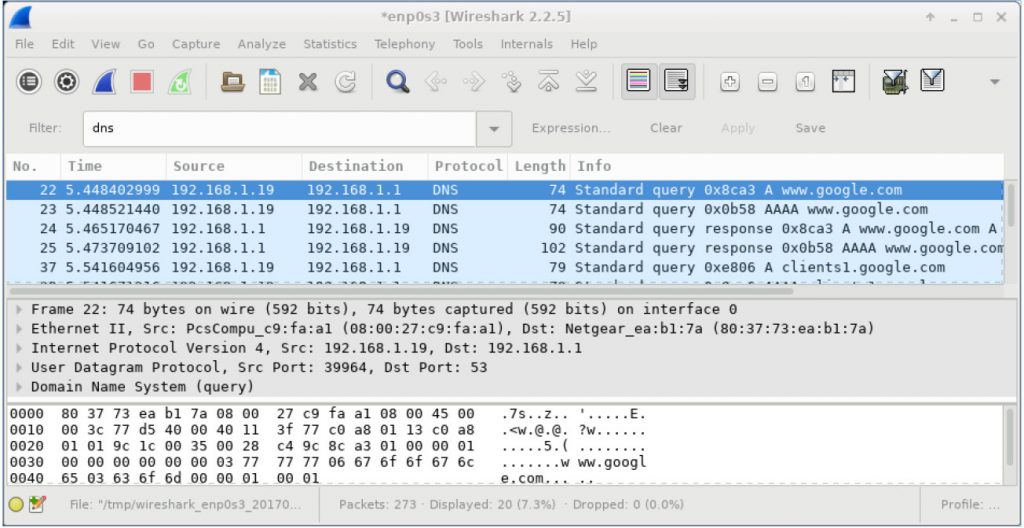 *enp0s3 [Wireshark 2.2.5]
File Edit View Go Capture Analyze Statistics Telephony Tools Internals Help
Filter: dns Expression... Clear Apply Save
No. Time Source Destination Protocol Length Info
22 5.448402999 192.168.1.19 192.168.1.1 DNS 74 Standard query 0x8ca3 A www.google.com
23 5.448521440 192.168.1.19 192.168.1.1 DNS 74 Standard query 0x0b58 AAAA www.google.com
24 5.465170467 192.168.1.1 192.168.1.19 DNS 90 Standard query response 0x8ca3 A www.google.com A
25 5.473709102 192.168.1.1 192.168.1.19 DNS 102 Standard query response 0x0b58 AAAA www.google.com
37 5.541604956 192.168.1.19 192.168.1.1 DNS 79 Standard query 0xe806 A clients1.google.com
Frame 22: 74 bytes on wire (592 bits), 74 bytes captured (592 bits) on interface 0
Ethernet II, Src: PcsCompu_c9:fa:a1 (08:00:27:c9:fa:a1), Dst: Netgear_ea:b1:7a (80:37:73:ea:b1:7a)
Internet Protocol Version 4, Src: 192.168.1.19, Dst: 192.168.1.1
User Datagram Protocol, Src Port: 39964, Dst Port: 53
Domain Name System (query)
0000 80 37 73 ea b1 7a 08 00 27 c9 fa a1 08 00 45 00 .7s..z.. '.....E.
0010 00 3c 77 d5 40 00 40 11 3f 77 c0 a8 01 13 c0 a8 .<w.@.@. ?w......
0020 01 01 9c 1c 00 35 00 28 c4 9c 8c a3 01 00 00 01 .....5.( ........
0030 00 00 00 00 00 00 03 77 77 77 06 67 6f 6f 67 6c .......w ww.googl
0040 65 03 63 6f 6d 00 00 01 00 01 e.com... ..
File: "/tmp/wireshark_enp0s3_20170... Packets: 273 · Displayed: 20 (7.3%) · Dropped: 0 (0.0%) Profile: ...